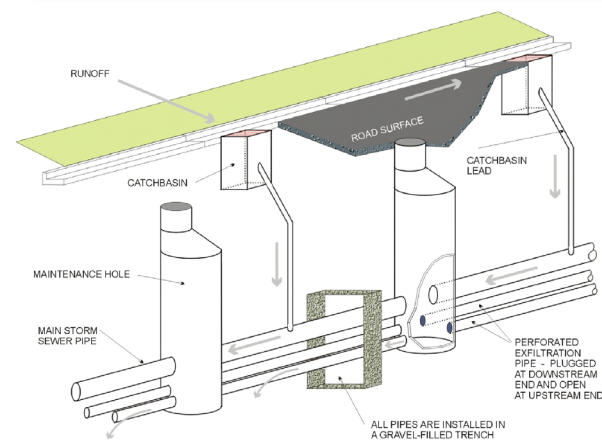 RUNOFF
ROAD SURFACE
CATCHBASIN
LEAD
CATCHBASIN
MAINTENANCE HOLE
MAIN STORM
SEWER PIPE
PERFORATED
EXFILTRATION
PIPE - PLUGGED
AT DOWNSTREAM
END AND OPEN
AT UPSTREAM END
ALL PIPES ARE INSTALLED IN
A GRAVEL-FILLED TRENCH